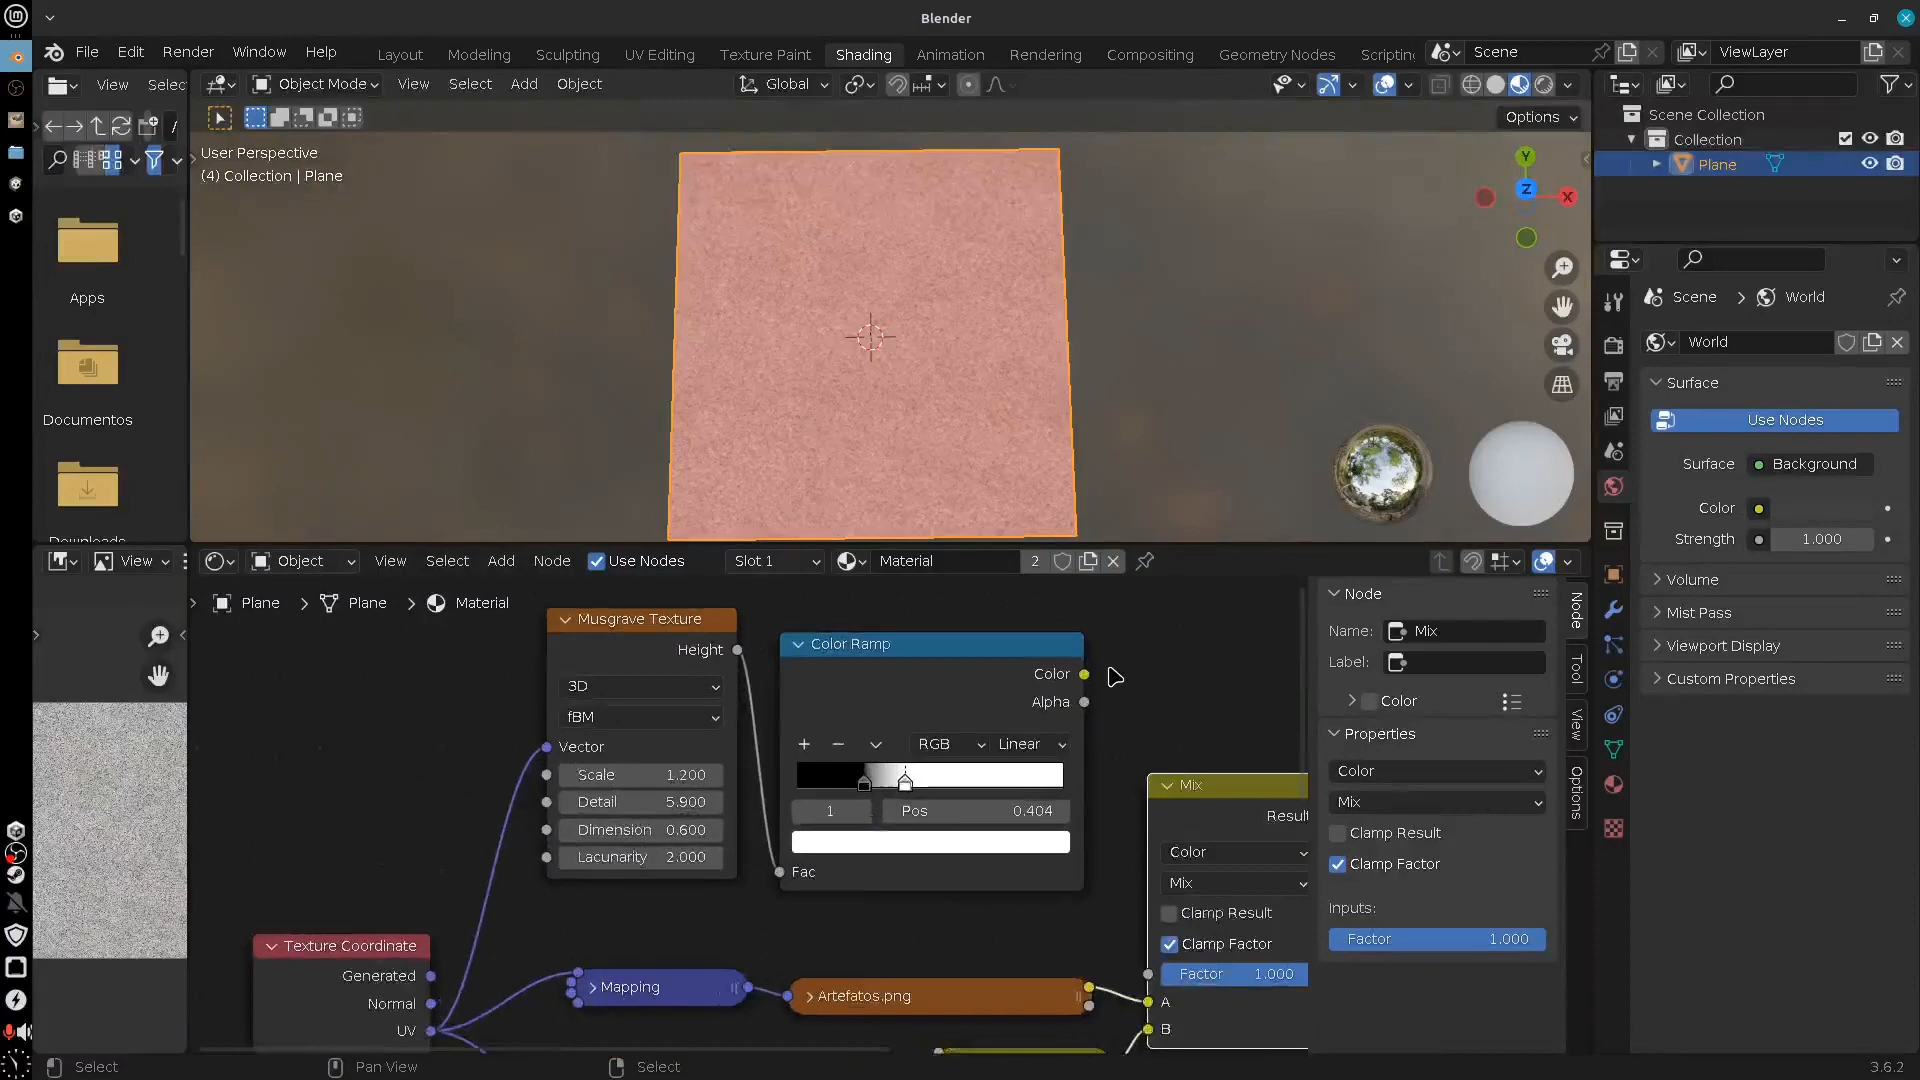 Blender
File Edit Render Window Help
Layout Modeling Sculpting UV Editing Texture Paint Shading Animation Rendering Compositing Geometry Nodes Scriptin
Scene
ViewLayer
View Selec
Object Mode View Select Add Object
Global
Options
User Perspective
(4) Collection | Plane
Y
Z
X
Scene Collection
Collection
Plane
/
Apps
Documentos
Downloads
Scene > World
World
Surface
Use Nodes
Surface Background
Color
Strength 1.000
Volume
Mist Pass
Viewport Display
Custom Properties
View
Object View Select Add Node Use Nodes
Slot 1
Material 2
Plane > Plane > Material
Musgrave Texture
Height
3D
fBM
Vector
Scale 1.200
Detail 5.900
Dimension 0.600
Lacunarity 2.000
Color Ramp
Color
Alpha
RGB Linear
1 Pos 0.404
Fac
Mix
Result
Color
Mix
Clamp Result
Clamp Factor
Factor 1.000
A
B
Texture Coordinate
Generated
Normal
UV
Mapping
Artefatos.png
Node
Name: Mix
Label:
Color
Properties
Color
Mix
Clamp Result
Clamp Factor
Inputs:
Factor 1.000
Node
Tool
View
Options
Select
Pan View
Select
3.6.2